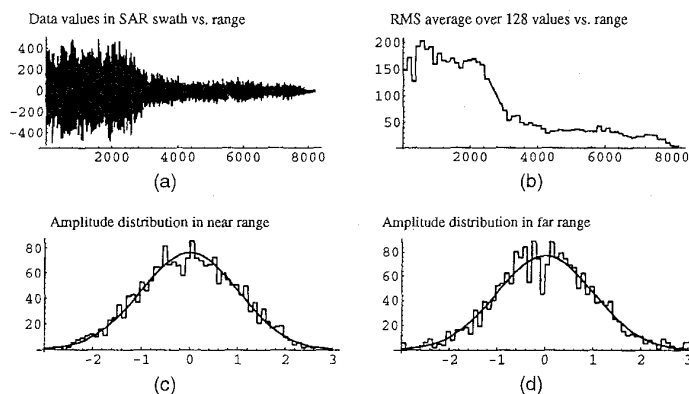 Data values in SAR swath vs. range
400
200
0
-200
-400
2000 4000 6000 8000
(a)
RMS average over 128 values vs. range
200
150
100
50
2000 4000 6000 8000
(b)
Amplitude distribution in near range
80
60
40
20
-2 -1 0 1 2 3
(c)
Amplitude distribution in far range
80
60
40
20
-2 -1 0 1 2 3
(d)